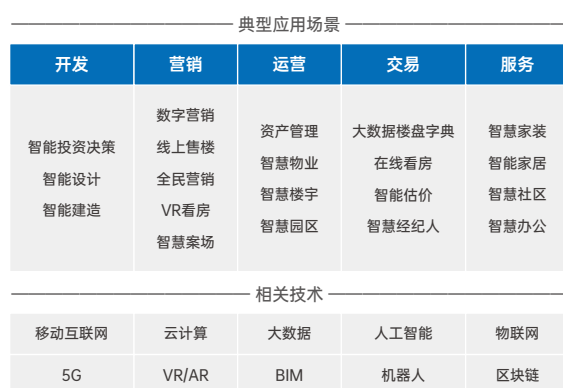 典型应用场景
开发 营销 运营 交易 服务
智能投资决策
智能设计
智能建造
数字营销
线上售楼
全民营销
VR看房
智慧案场
资产管理
智慧物业
智慧楼宇
智慧园区
大数据楼盘字典
在线看房
智能估价
智慧经纪人
智慧家装
智能家居
智慧社区
智慧办公
相关技术
移动互联网 云计算 大数据 人工智能 物联网
5G VR/AR BIM 机器人 区块链